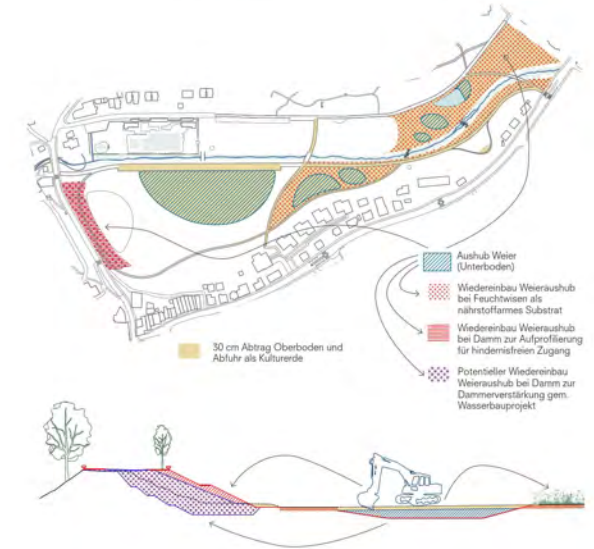 Aushub Weier
(Unterboden)
Wiedereinbau Weieraushub
bei Feuchtwisen als
nährstoffarmes Substrat
Wiedereinbau Weieraushub
bei Damm zur Aufprofilierung
für hindernisfreien Zugang
30 cm Abtrag Oberboden und
Abfuhr als Kulturerde
Potentieller Wiedereinbau
Weieraushub bei Damm zur
Dammerverstärkung gem.
Wasserbauprojekt